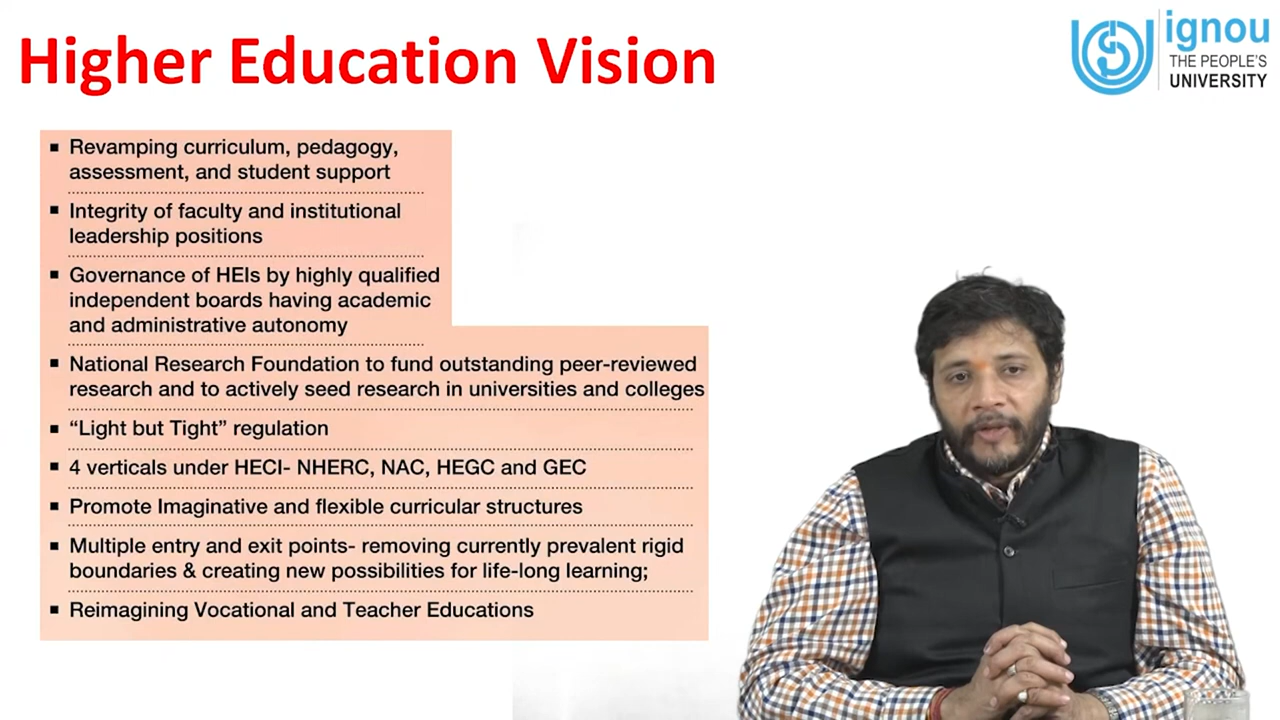 Higher Education Vision
ignou
THE PEOPLE'S
UNIVERSITY
▪ Revamping curriculum, pedagogy,
assessment, and student support
▪ Integrity of faculty and institutional
leadership positions
▪ Governance of HEIs by highly qualified
independent boards having academic
and administrative autonomy
▪ National Research Foundation to fund outstanding peer-reviewed
research and to actively seed research in universities and colleges
▪ “Light but Tight” regulation
▪ 4 verticals under HECI- NHERC, NAC, HEGC and GEC
▪ Promote Imaginative and flexible curricular structures
▪ Multiple entry and exit points- removing currently prevalent rigid
boundaries & creating new possibilities for life-long learning;
▪ Reimagining Vocational and Teacher Educations